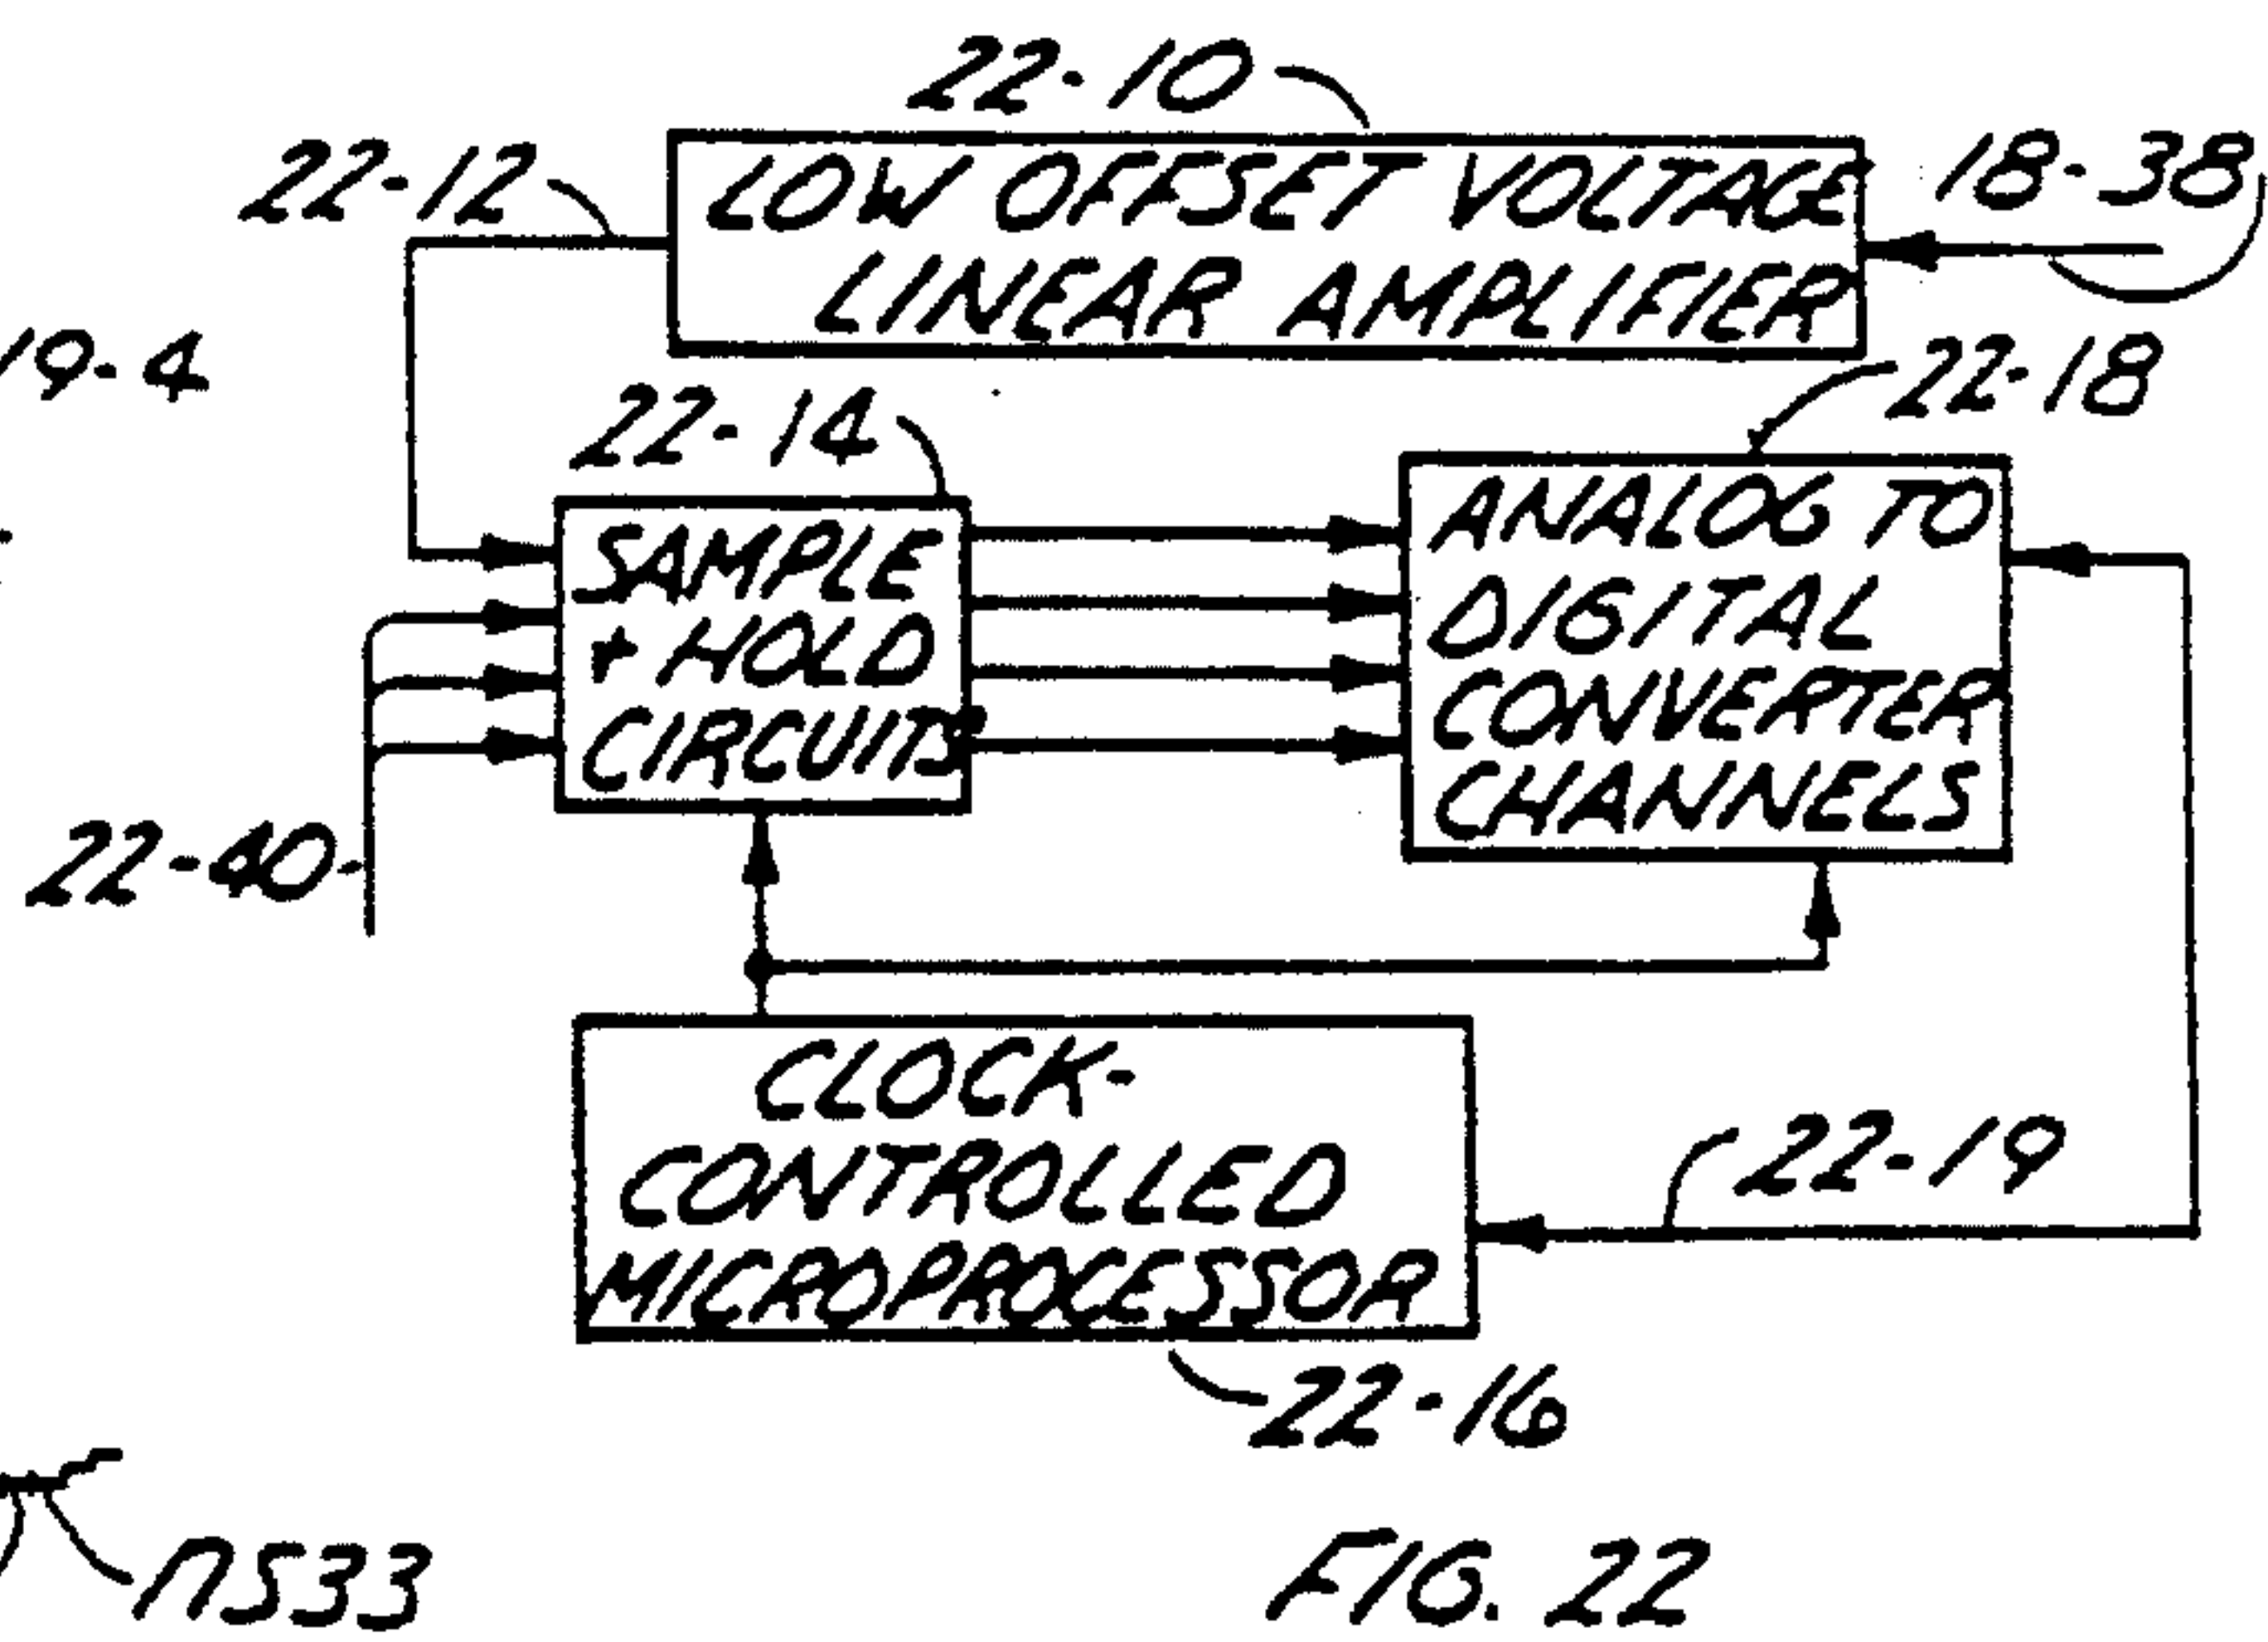 22-10
22-12
LOW OFFSET VOLTAGE
LINEAR AMPLIFIER
18-38
19-4
22-14
22-18
SAMPLE
+ HOLD
CIRCUITS
ANALOG TO
DIGITAL
CONVERTER
CHANNELS
22-40
CLOCK-
CONTROLLED
MICROPROCESSOR
22-19
22-16
NS33
FIG. 22